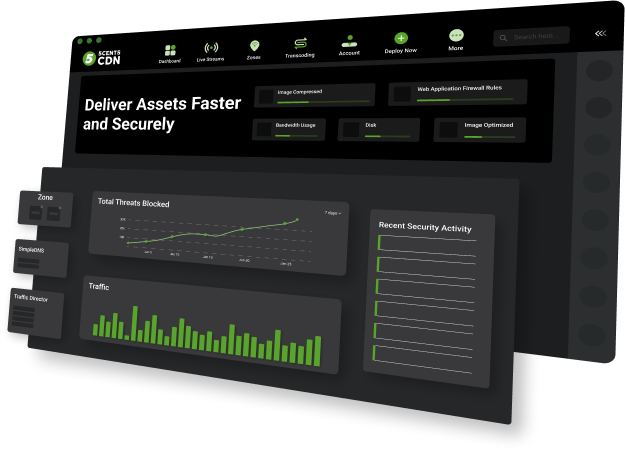 5CENTS
CDN
Dashboard
Live Streams
Zones
Transcoding
Account
Deploy Now
More
Search here...
Deliver Assets Faster
and Securely
Image Compressed
Web Application Firewall Rules
Bandwidth Usage
Disk
Image Optimized
Zone
SimpleDNS
Traffic Director
Total Threats Blocked
7 days
Recent Security Activity
Traffic